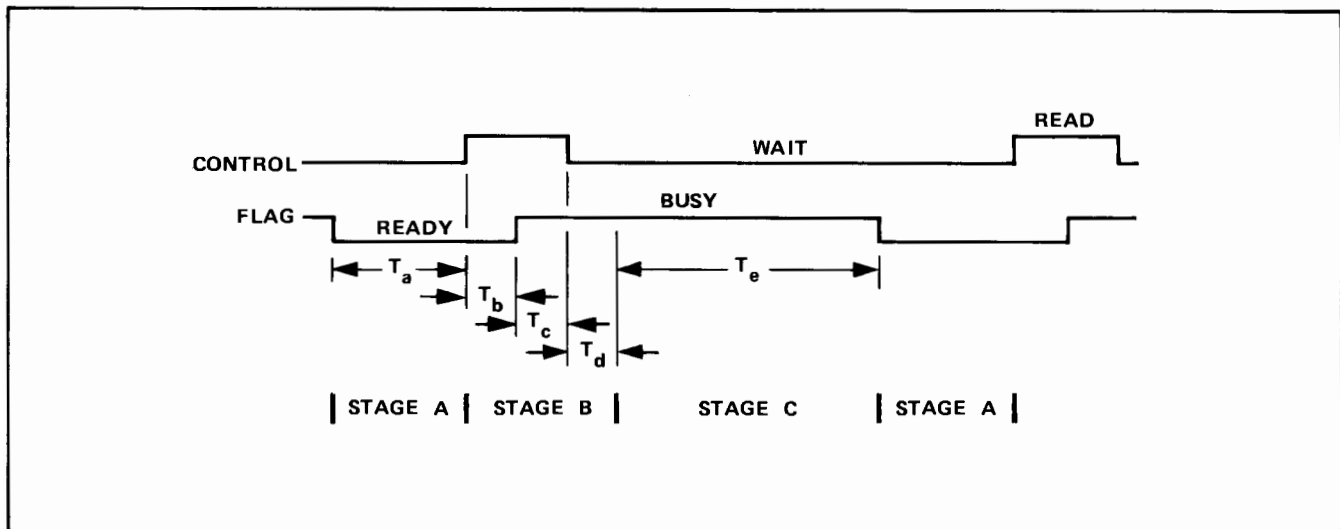 READ
CONTROL
WAIT
FLAG
READY
BUSY
Ta
Te
Tb
Tc
Td
STAGE A
STAGE B
STAGE C
STAGE A